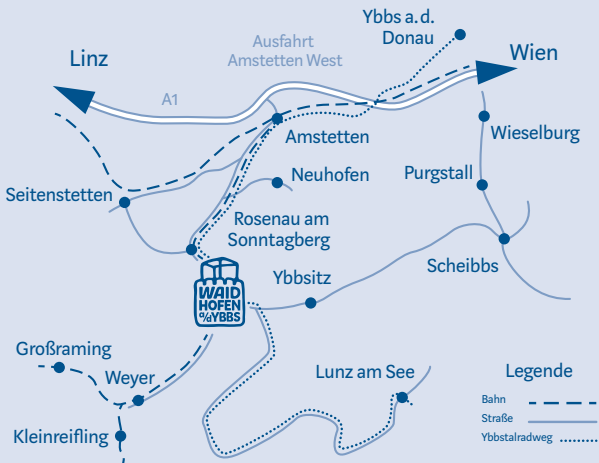 Ybbs a. d.
Donau
Ausfahrt
Amstetten West
Linz
Wien
A1
Amstetten
Wieselburg
Neuhofen
Purgstall
Seitenstetten
Rosenau am
Sonntagberg
Scheibbs
Ybbsitz
WAID
HOFEN
a/d YBBS
Großraming
Weyer
Lunz am See
Kleinreifling
Legende
Bahn
Straße
Ybbstalradweg